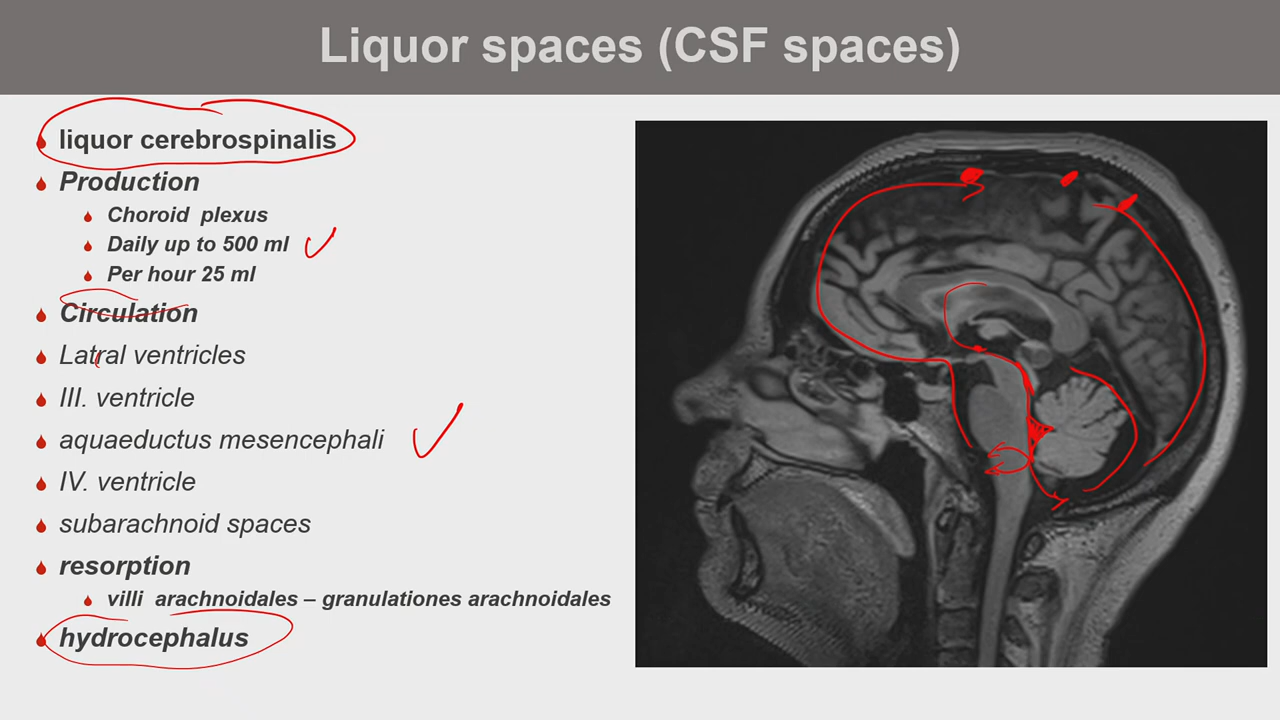 Liquor spaces (CSF spaces)
liquor cerebrospinalis
Production
Choroid plexus
Daily up to 500 ml
Per hour 25 ml
Circulation
Latral ventricles
III. ventricle
aquaeductus mesencephali
IV. ventricle
subarachnoid spaces
resorption
villi arachnoidales – granulationes arachnoidales
hydrocephalus